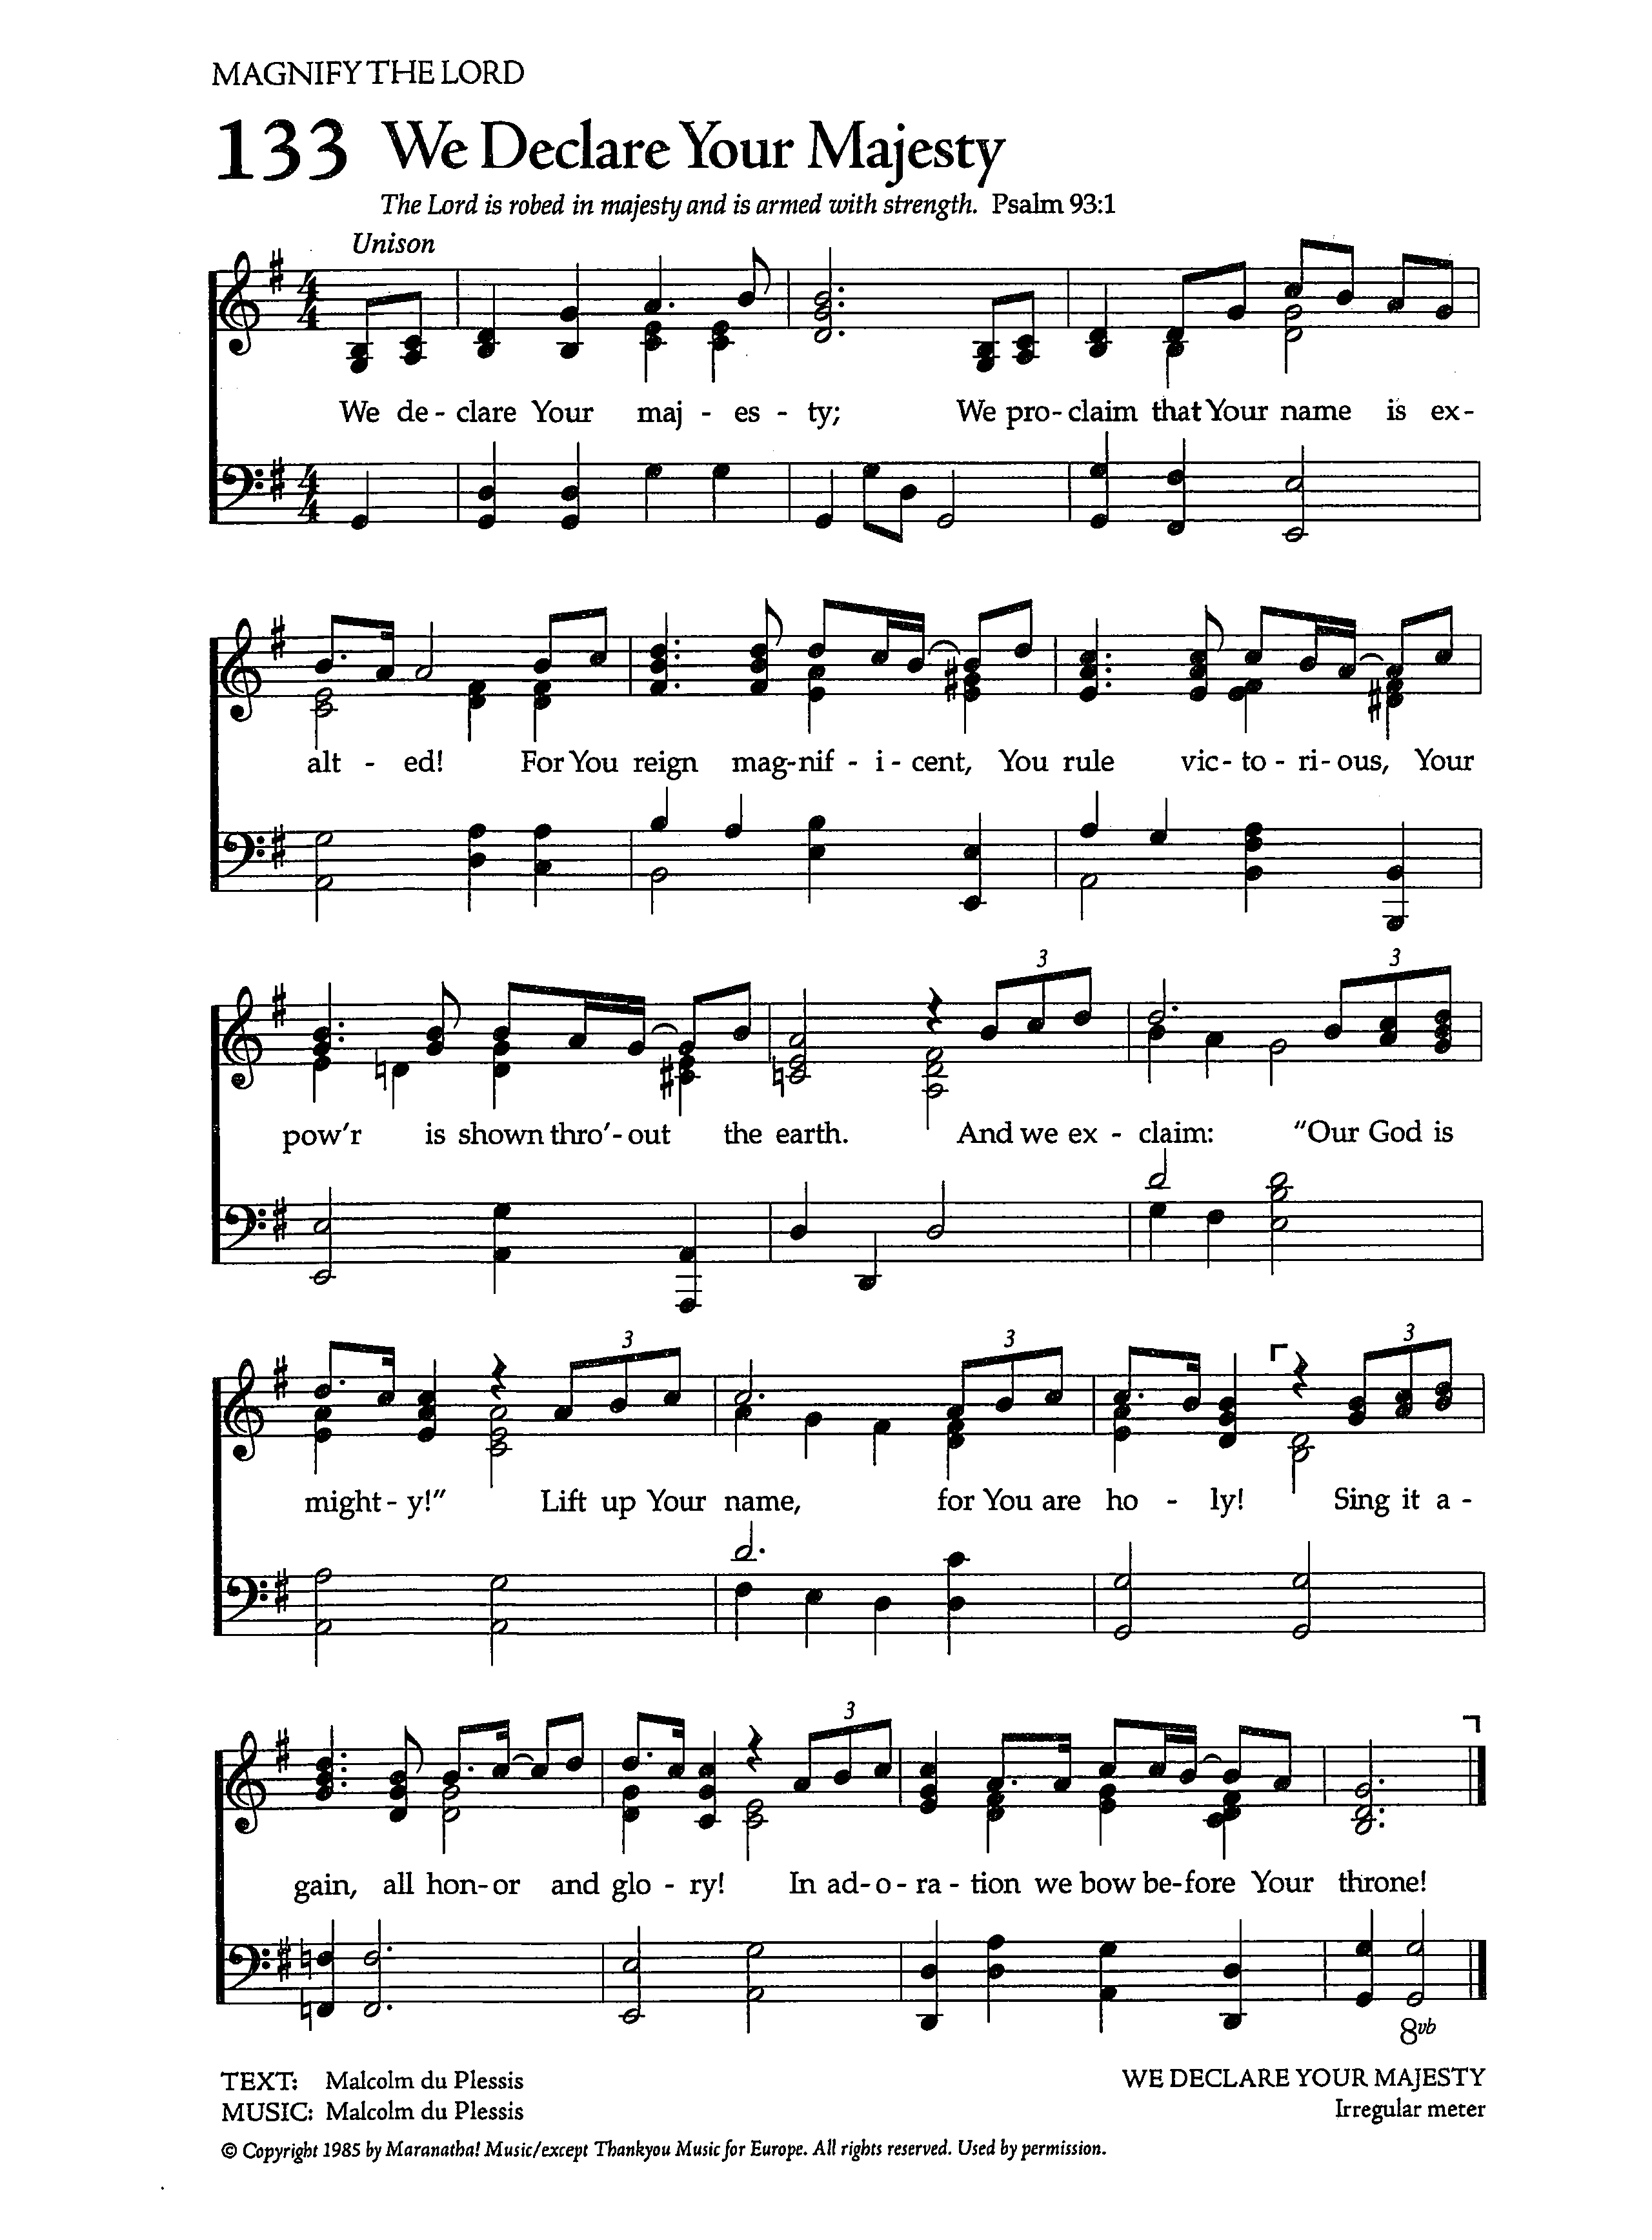 MAGNIFY THE LORD
133 We Declare Your Majesty
The Lord is robed in majesty and is armed with strength. Psalm 93:1
Unison
We de - clare Your maj - es - ty; We pro - claim that Your name is ex -
alt - ed! For You reign mag - nif - i - cent, You rule vic - to - ri - ous, Your
3 3
pow'r is shown thro' - out the earth. And we ex - claim: "Our God is
3 3 3
might - y!" Lift up Your name, for You are ho - ly! Sing it a -
3
gain, all hon - or and glo - ry! In ad - o - ra - tion we bow be - fore Your throne!
8vb
TEXT: Malcolm du Plessis
MUSIC: Malcolm du Plessis
WE DECLARE YOUR MAJESTY
Irregular meter
© Copyright 1985 by Maranatha! Music/except Thankyou Music for Europe. All rights reserved. Used by permission.